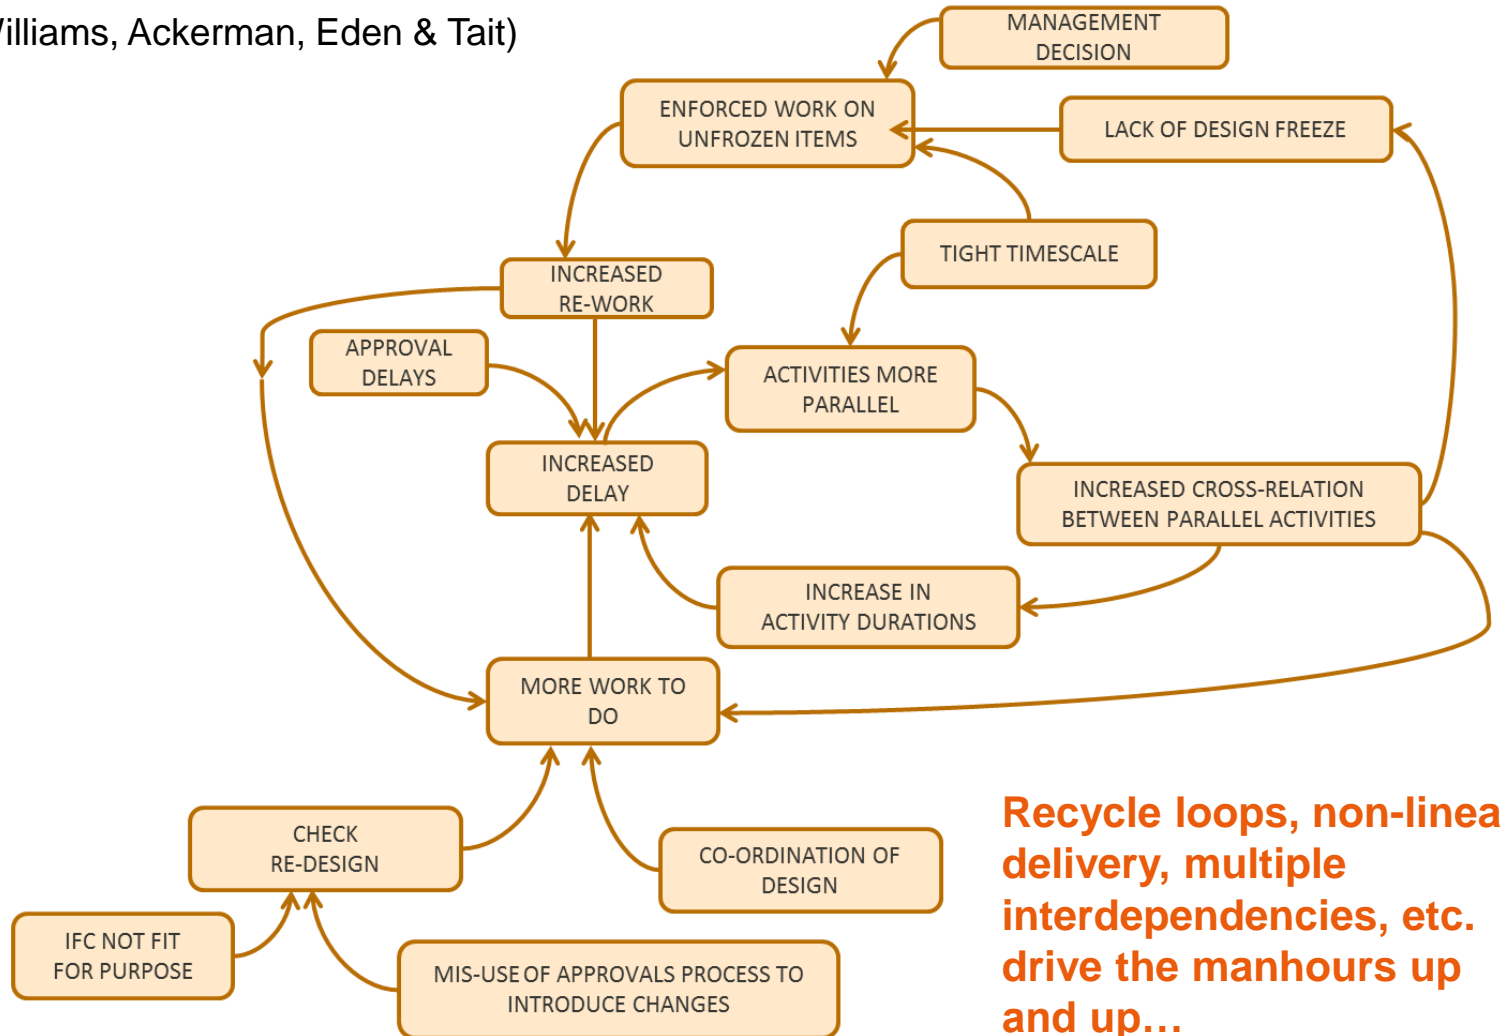 Williams, Ackerman, Eden & Tait)
MANAGEMENT
DECISION
ENFORCED WORK ON
UNFROZEN ITEMS
LACK OF DESIGN FREEZE
TIGHT TIMESCALE
INCREASED
RE-WORK
APPROVAL
DELAYS
ACTIVITIES MORE
PARALLEL
INCREASED
DELAY
INCREASED CROSS-RELATION
BETWEEN PARALLEL ACTIVITIES
INCREASE IN
ACTIVITY DURATIONS
MORE WORK TO
DO
CHECK
RE-DESIGN
CO-ORDINATION OF
DESIGN
IFC NOT FIT
FOR PURPOSE
MIS-USE OF APPROVALS PROCESS TO
INTRODUCE CHANGES
Recycle loops, non-linea
delivery, multiple
interdependencies, etc.
drive the manhours up
and up…